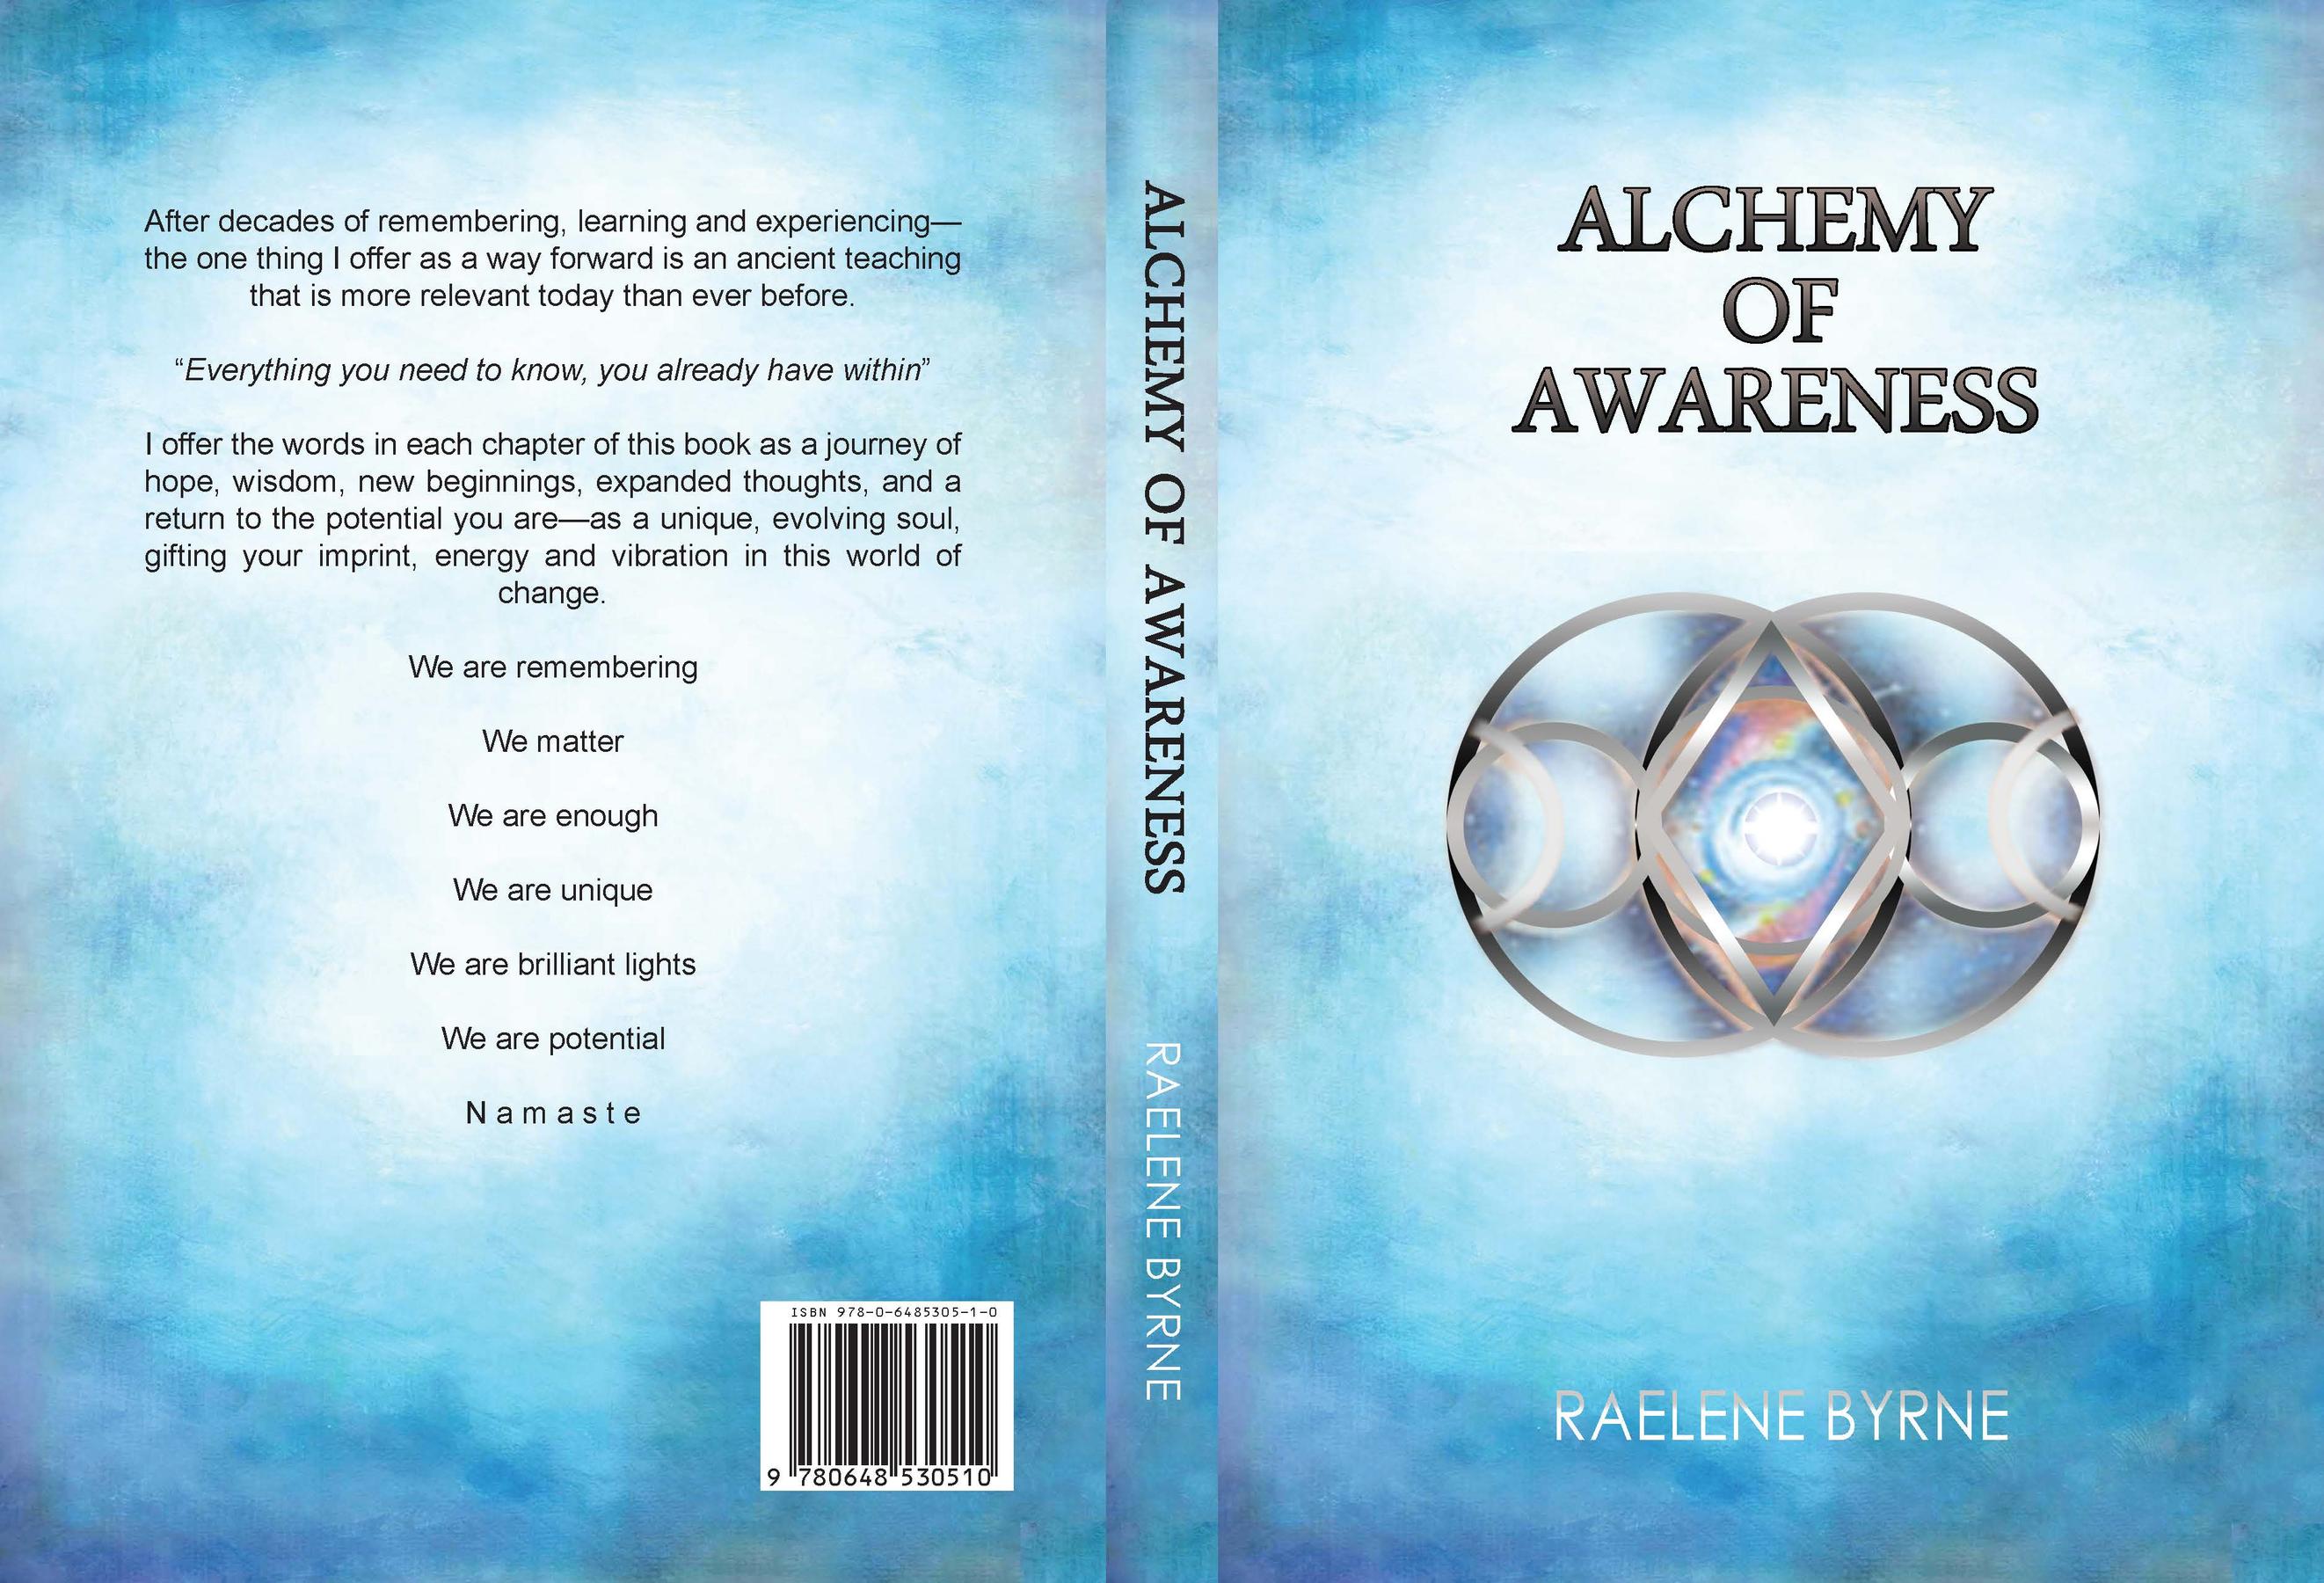 After decades of remembering, learning and experiencing—
the one thing I offer as a way forward is an ancient teaching
that is more relevant today than ever before.
“Everything you need to know, you already have within”
I offer the words in each chapter of this book as a journey of
hope, wisdom, new beginnings, expanded thoughts, and a
return to the potential you are—as a unique, evolving soul,
gifting your imprint, energy and vibration in this world of
change.
We are remembering
We matter
We are enough
We are unique
We are brilliant lights
We are potential
N a m a s t e
ISBN 978-0-6485305-1-0
9 780648 530510
ALCHEMY OF AWARENESS
RAELENE BYRNE
ALCHEMY
OF
AWARENESS
RAELENE BYRNE